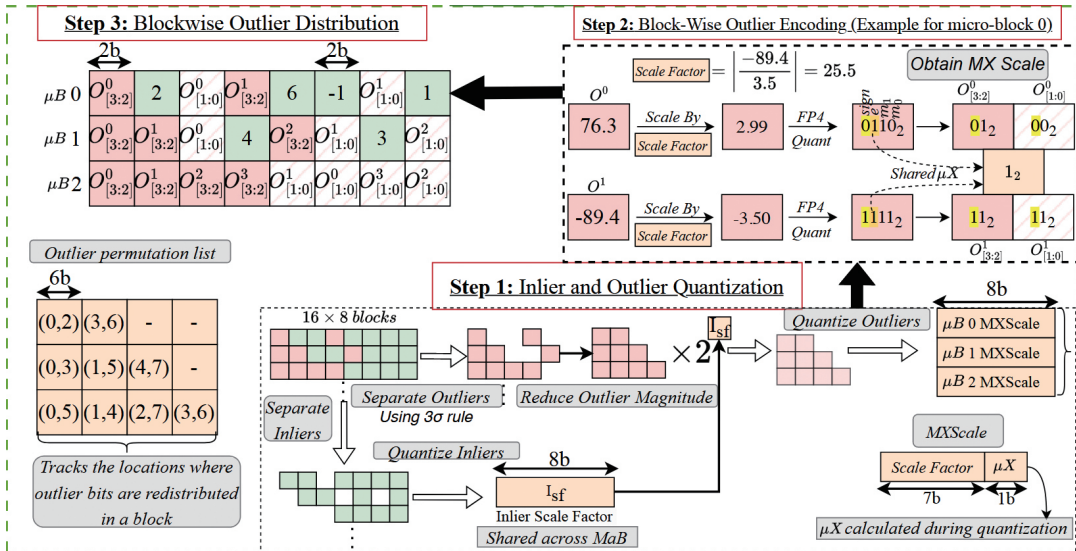 Step 3: Blockwise Outlier Distribution
2b
2b
μB 0 O^0_[3:2] 2 O^0_[1:0] O^1_[3:2] 6 -1 O^1_[1:0] 1
μB 1 O^0_[3:2] O^1_[3:2] O^0_[1:0] 4 O^2_[3:2] O^1_[1:0] 3 O^2_[1:0]
μB 2 O^0_[3:2] O^1_[3:2] O^2_[3:2] O^3_[3:2] O^1_[1:0] O^0_[1:0] O^3_[1:0] O^2_[1:0]
Step 2: Block-Wise Outlier Encoding (Example for micro-block 0)
Scale Factor = |-89.4 / 3.5| = 25.5
Obtain MX Scale
O^0
sign
e
m_1
m_0
O^0_[3:2] O^0_[1:0]
76.3
Scale By
Scale Factor
2.99
FP4
Quant
0110_2
01_2 00_2
Shared μX
1_2
O^1
-89.4
Scale By
Scale Factor
-3.50
FP4
Quant
1111_2
11_2 11_2
O^1_[3:2] O^1_[1:0]
Outlier permutation list
6b
(0,2) (3,6) - -
(0,3) (1,5) (4,7) -
(0,5) (1,4) (2,7) (3,6)
Tracks the locations where
outlier bits are redistributed
in a block
Step 1: Inlier and Outlier Quantization
16 × 8 blocks
Separate Outliers
Using 3σ rule
Reduce Outlier Magnitude
×2
I_sf
Quantize Outliers
8b
μB 0 MXScale
μB 1 MXScale
μB 2 MXScale
Separate
Inliers
Quantize Inliers
8b
I_sf
Inlier Scale Factor
Shared across MaB
MXScale
Scale Factor μX
7b 1b
μX calculated during quantization